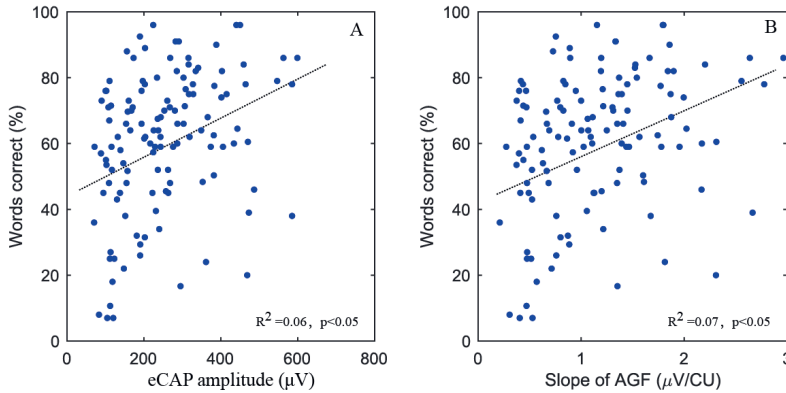 A
Words correct (%)
100
80
60
40
20
0
0
200
400
600
800
eCAP amplitude (μV)
R² =0.06, p<0.05
B
Words correct (%)
100
80
60
40
20
0
0
1
2
3
Slope of AGF (μV/CU)
R² =0.07, p<0.05